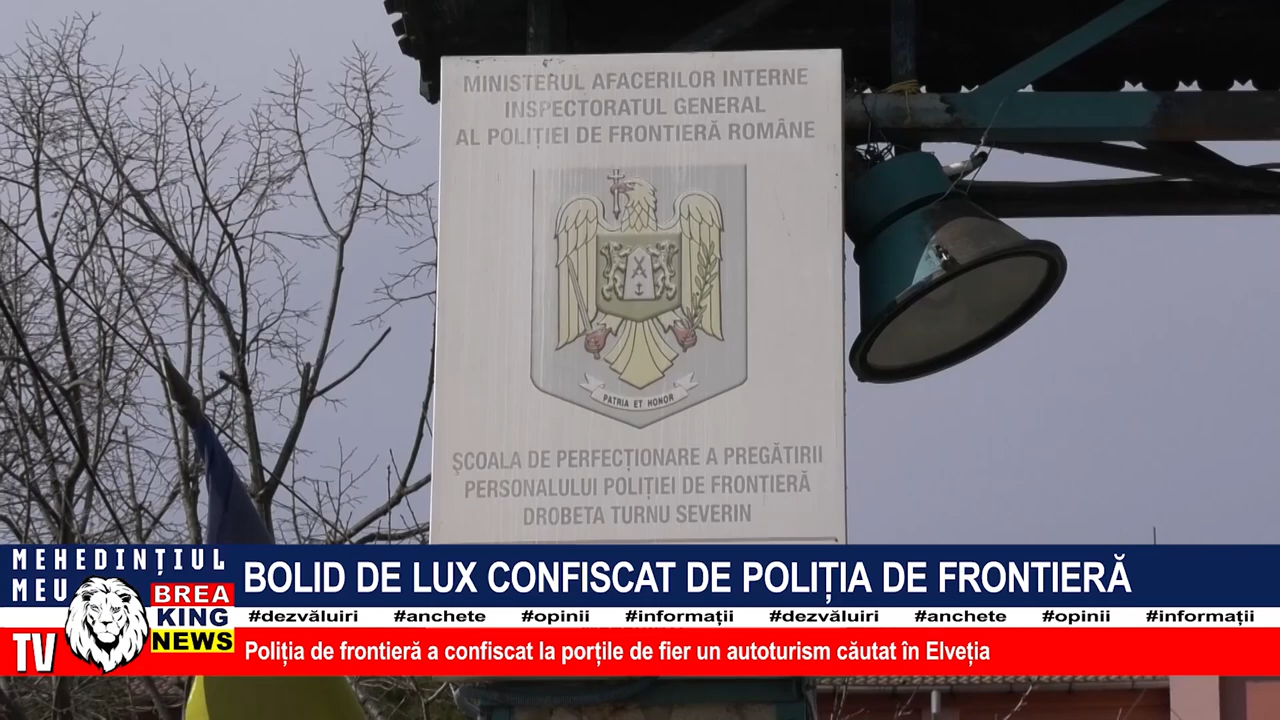 MINISTERUL AFACERILOR INTERNE
INSPECTORATUL GENERAL
AL POLIȚIEI DE FRONTIERĂ ROMÂNE
PATRIA ET HONOR
ŞCOALA DE PERFECȚIONARE A PREGĂTIRII
PERSONALULUI POLIȚIEI DE FRONTIERĂ
DROBETA TURNU SEVERIN
MEHEDINȚIUL
MEU
TV
BREA
KING
NEWS
BOLID DE LUX CONFISCAT DE POLIȚIA DE FRONTIERĂ
#dezvăluiri #anchete #opinii #informații #dezvăluiri #anchete #opinii #informații
Poliția de frontieră a confiscat la porțile de fier un autoturism căutat în Elveția